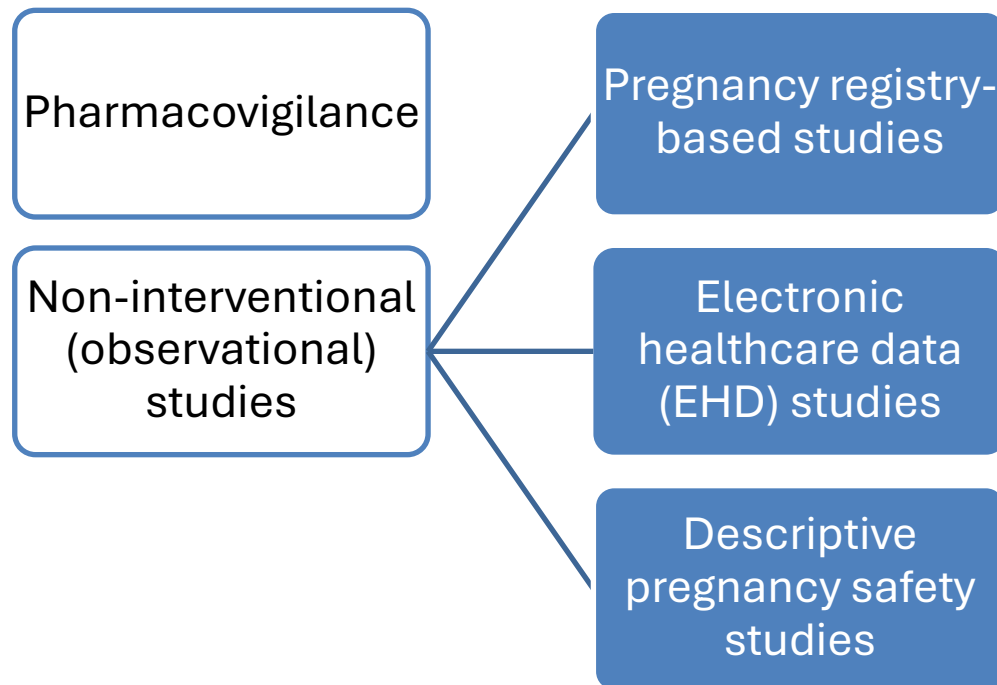 Pharmacovigilance
Non-interventional
(observational)
studies
Pregnancy registry-
based studies
Electronic
healthcare data
(EHD) studies
Descriptive
pregnancy safety
studies